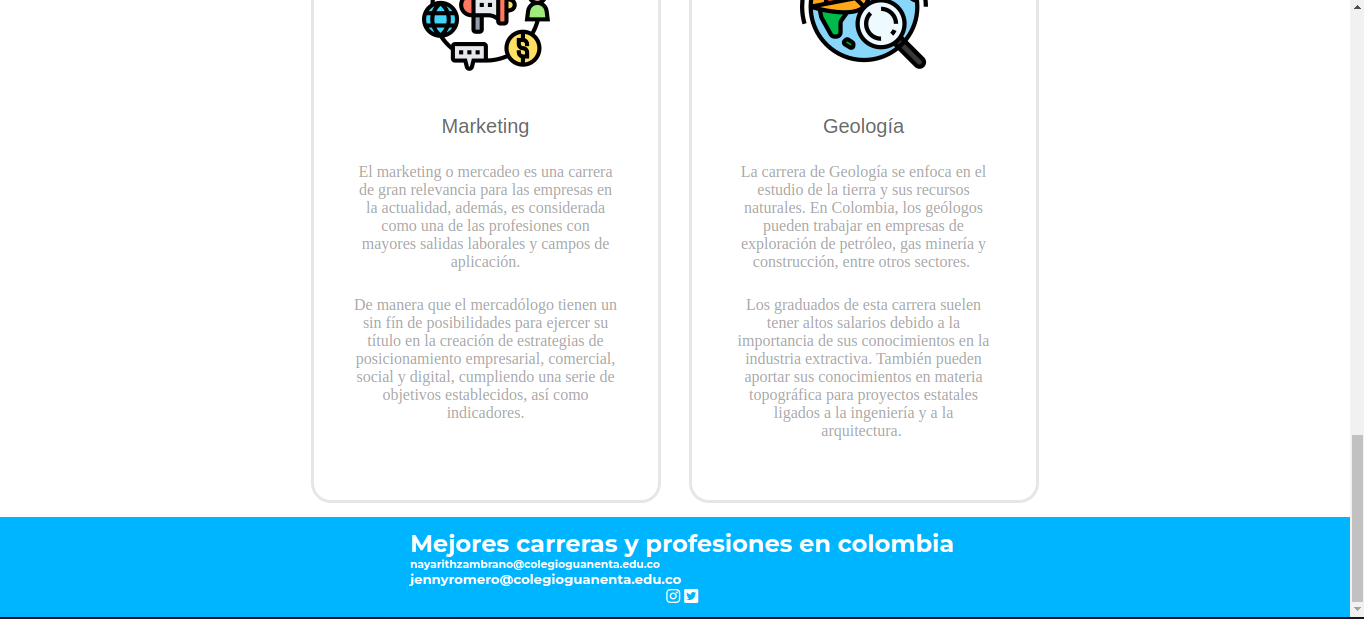 $
Marketing
El marketing o mercadeo es una carrera
de gran relevancia para las empresas en
la actualidad, además, es considerada
como una de las profesiones con
mayores salidas laborales y campos de
aplicación.
De manera que el mercadólogo tienen un
sin fín de posibilidades para ejercer su
título en la creación de estrategias de
posicionamiento empresarial, comercial,
social y digital, cumpliendo una serie de
objetivos establecidos, así como
indicadores.
Geología
La carrera de Geología se enfoca en el
estudio de la tierra y sus recursos
naturales. En Colombia, los geólogos
pueden trabajar en empresas de
exploración de petróleo, gas minería y
construcción, entre otros sectores.
Los graduados de esta carrera suelen
tener altos salarios debido a la
importancia de sus conocimientos en la
industria extractiva. También pueden
aportar sus conocimientos en materia
topográfica para proyectos estatales
ligados a la ingeniería y a la
arquitectura.
Mejores carreras y profesiones en colombia
nayarithzambrano@colegioguanenta.edu.co
jennyromero@colegioguanenta.edu.co